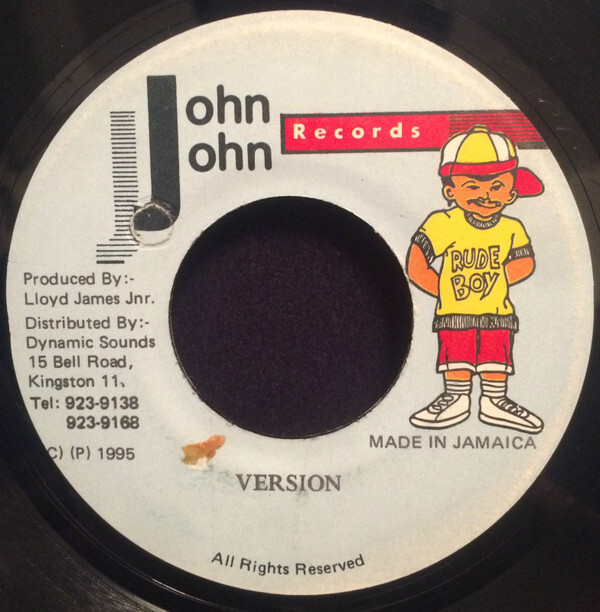 John
John
Records
RUDE
BOY
Produced By:-
Lloyd James Jnr.
Distributed By:-
Dynamic Sounds
15 Bell Road,
Kingston 11,
Tel: 923-9138
923-9168
C) (P) 1995
MADE IN JAMAICA
VERSION
All Rights Reserved